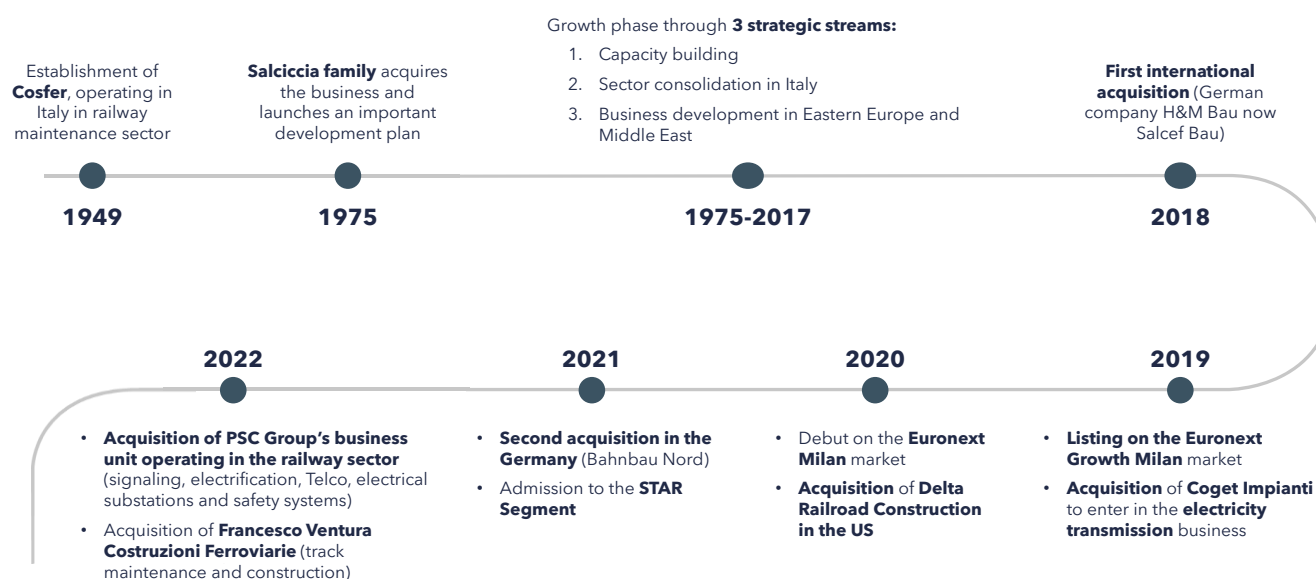 Establishment of
Cosfer, operating in
Italy in railway
maintenance sector
1949
Salciccia family acquires
the business and
launches an important
development plan
1975
Growth phase through 3 strategic streams:
1. Capacity building
2. Sector consolidation in Italy
3. Business development in Eastern Europe and
Middle East
1975-2017
First international
acquisition (German
company H&M Bau now
Salcef Bau)
2018
2019
• Listing on the Euronext
Growth Milan market
• Acquisition of Coget Impianti
to enter in the electricity
transmission business
2020
• Debut on the Euronext
Milan market
• Acquisition of Delta
Railroad Construction
in the US
2021
• Second acquisition in the
Germany (Bahnbau Nord)
• Admission to the STAR
Segment
2022
• Acquisition of PSC Group’s business
unit operating in the railway sector
(signaling, electrification, Telco, electrical
substations and safety systems)
• Acquisition of Francesco Ventura
Costruzioni Ferroviarie (track
maintenance and construction)